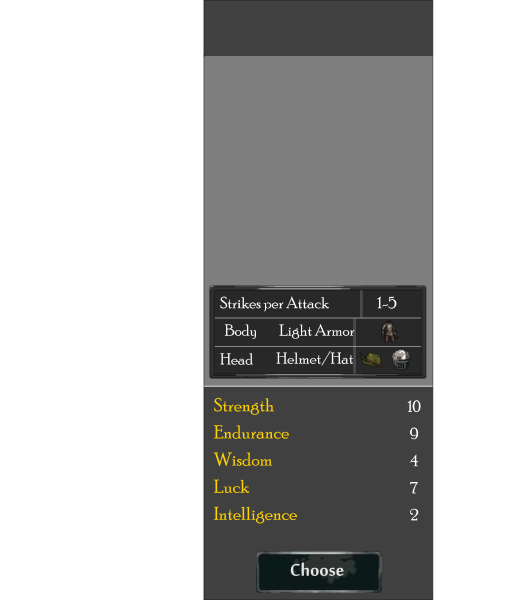 Strikes per Attack 1-5
Body Light Armor
Head Helmet/Hat
Strength 10
Endurance 9
Wisdom 4
Luck 7
Intelligence 2
Choose